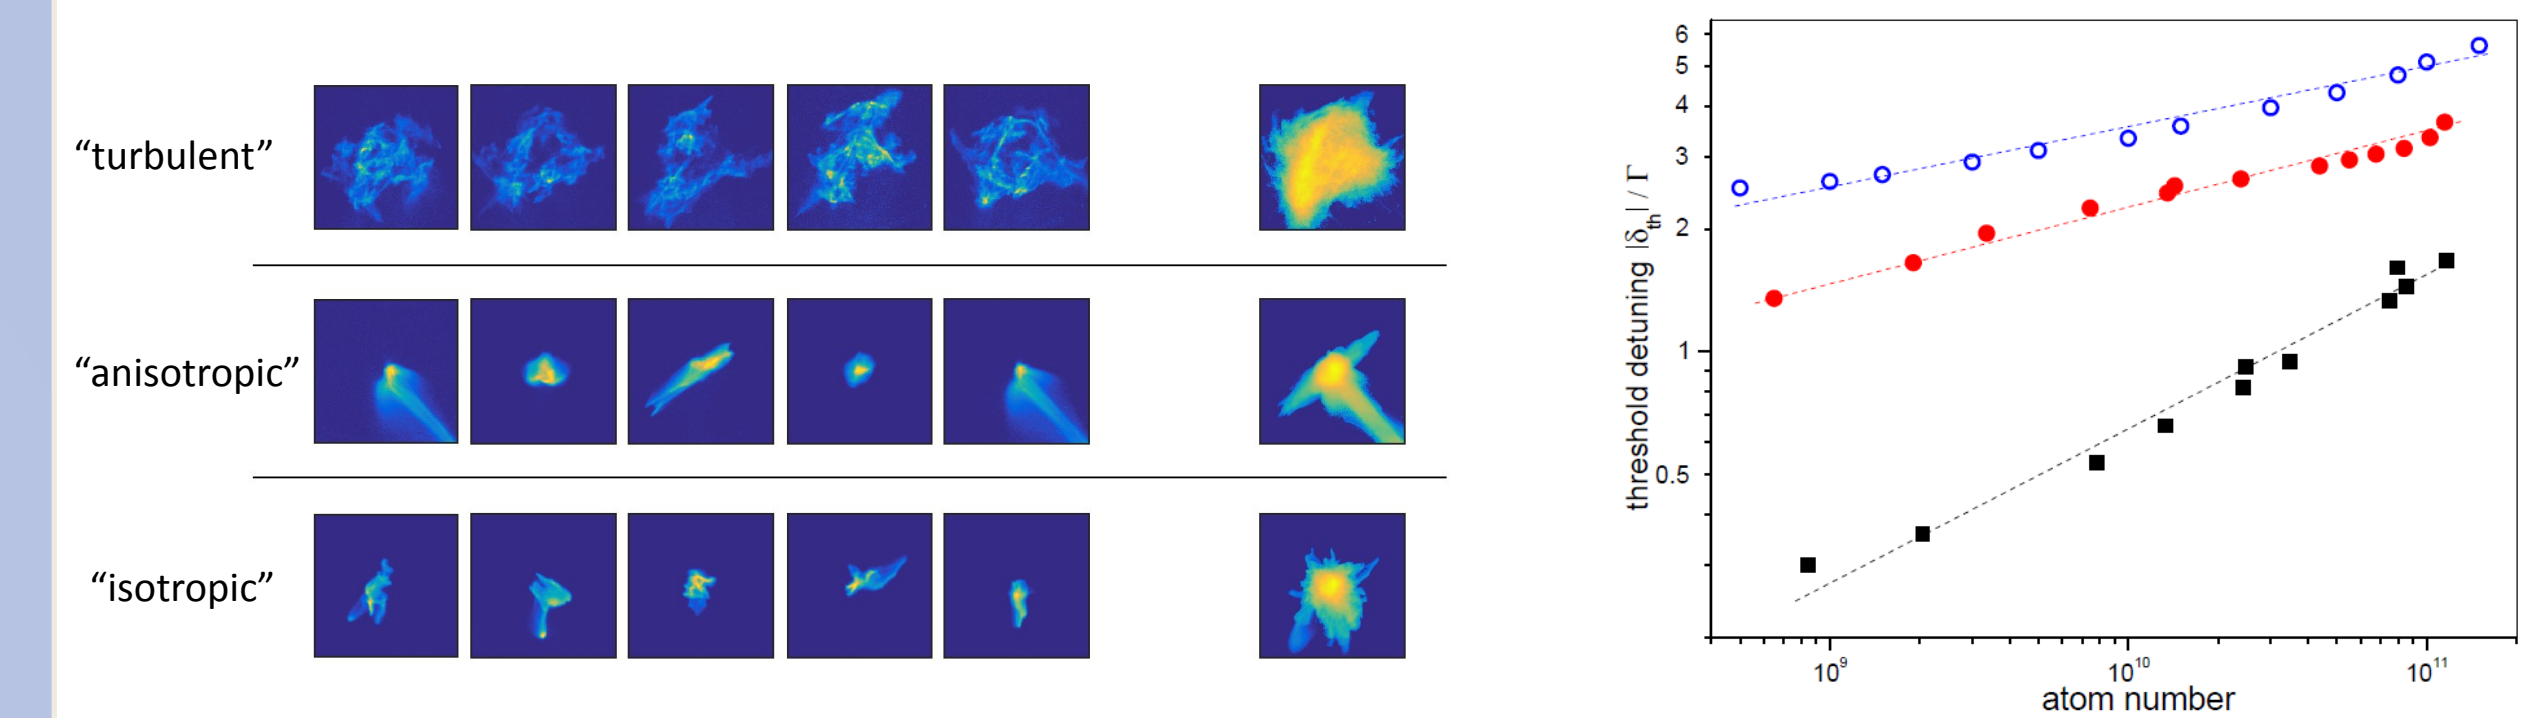 “turbulent”
“anisotropic”
“isotropic”
threshold detuning |δth| / Γ
6
5
4
3
2
1
0.5
10⁹ 10¹⁰ 10¹¹
atom number